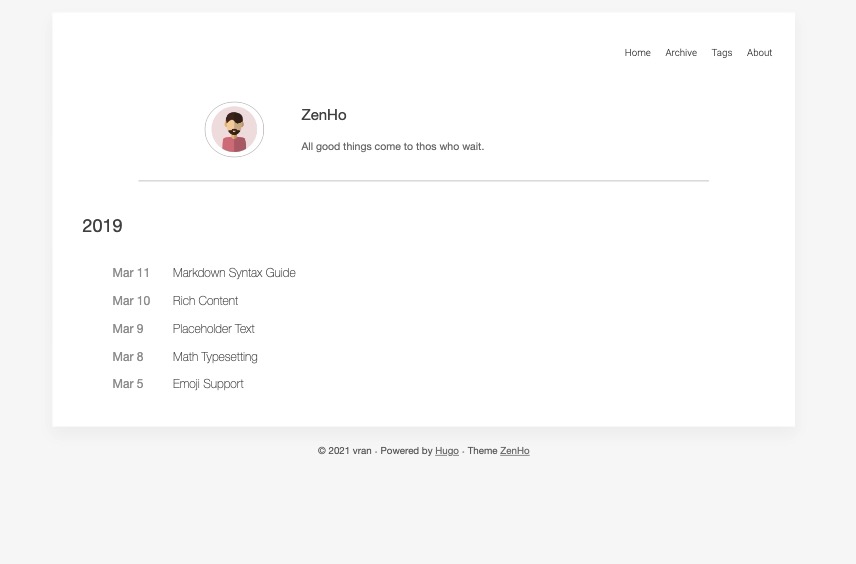 Home Archive Tags About
ZenHo
All good things come to thos who wait.
2019
Mar 11 Markdown Syntax Guide
Mar 10 Rich Content
Mar 9 Placeholder Text
Mar 8 Math Typesetting
Mar 5 Emoji Support
© 2021 vran · Powered by Hugo · Theme ZenHo